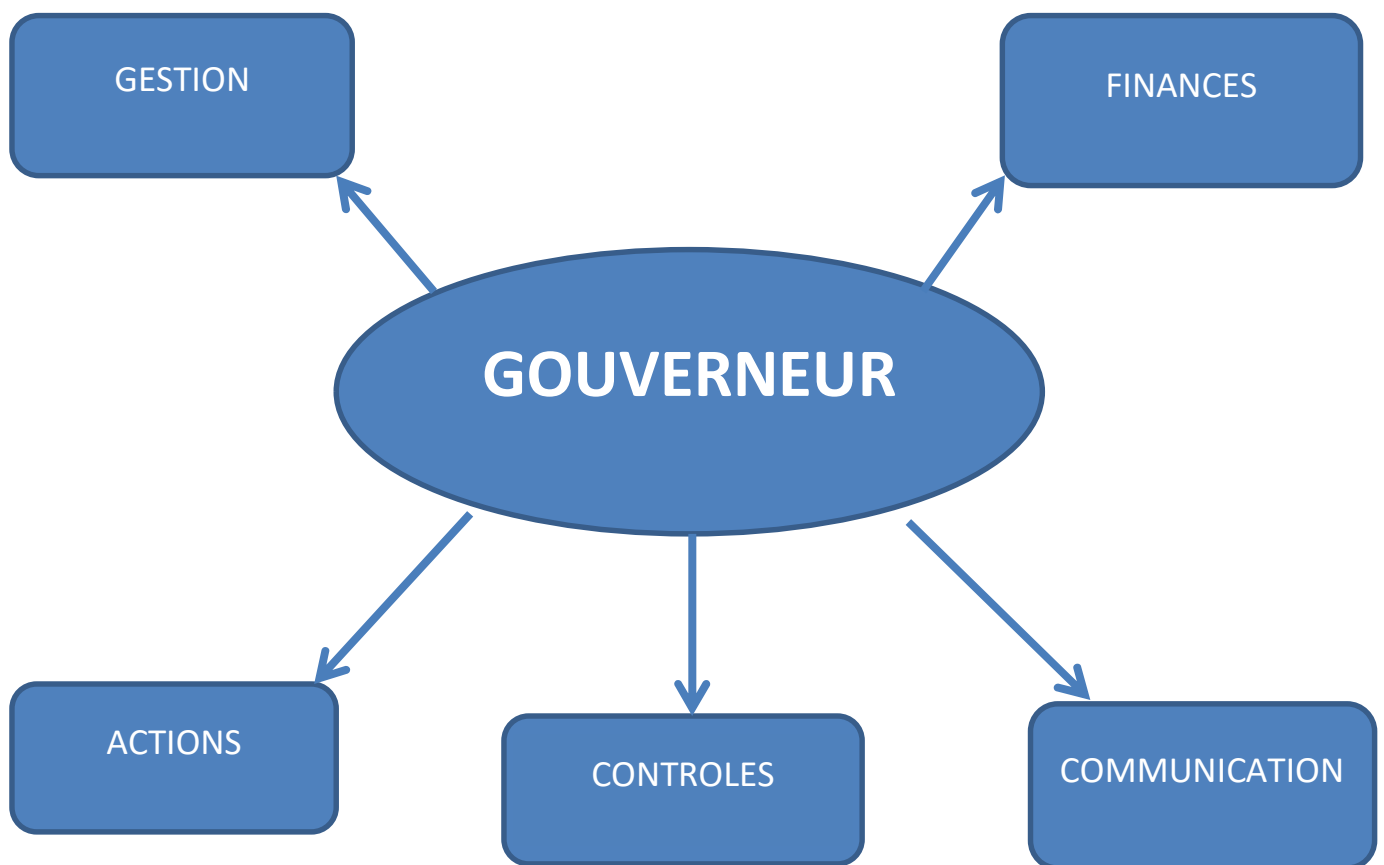 GESTION
FINANCES
GOUVERNEUR
ACTIONS
CONTROLES
COMMUNICATION